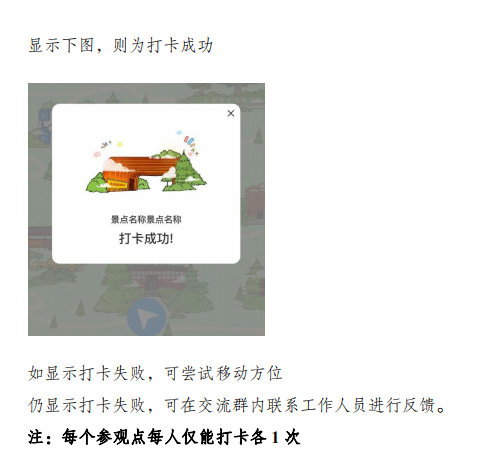 显示下图，则为打卡成功
景点名称景点名称
打卡成功!
如显示打卡失败，可尝试移动方位
仍显示打卡失败，可在交流群内联系工作人员进行反馈。
注：每个参观点每人仅能打卡各 1 次